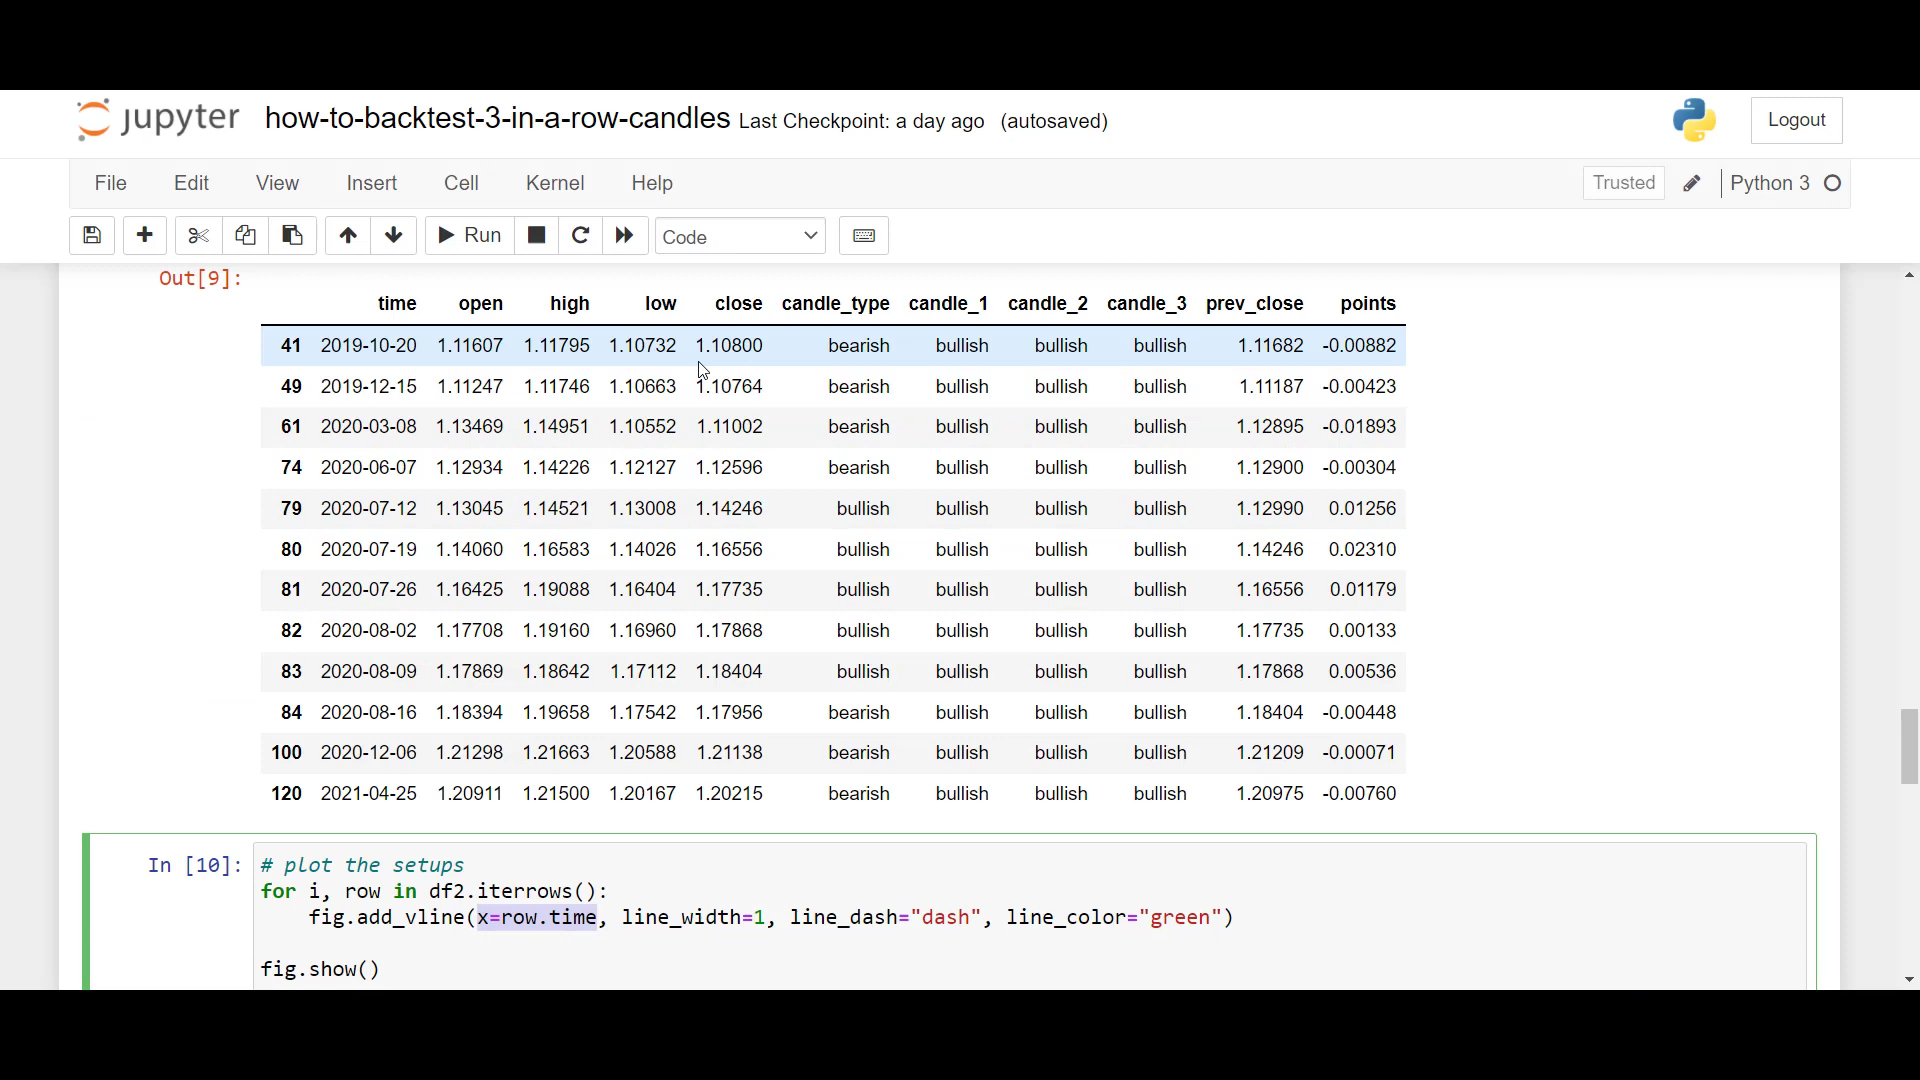 jupyter how-to-backtest-3-in-a-row-candles Last Checkpoint: a day ago (autosaved) Logout
File Edit View Insert Cell Kernel Help Trusted Python 3
Run Code
Out[9]:
time open high low close candle_type candle_1 candle_2 candle_3 prev_close points
41 2019-10-20 1.11607 1.11795 1.10732 1.10800 bearish bullish bullish bullish 1.11682 -0.00882
49 2019-12-15 1.11247 1.11746 1.10663 1.10764 bearish bullish bullish bullish 1.11187 -0.00423
61 2020-03-08 1.13469 1.14951 1.10552 1.11002 bearish bullish bullish bullish 1.12895 -0.01893
74 2020-06-07 1.12934 1.14226 1.12127 1.12596 bearish bullish bullish bullish 1.12900 -0.00304
79 2020-07-12 1.13045 1.14521 1.13008 1.14246 bullish bullish bullish bullish 1.12990 0.01256
80 2020-07-19 1.14060 1.16583 1.14026 1.16556 bullish bullish bullish bullish 1.14246 0.02310
81 2020-07-26 1.16425 1.19088 1.16404 1.17735 bullish bullish bullish bullish 1.16556 0.01179
82 2020-08-02 1.17708 1.19160 1.16960 1.17868 bullish bullish bullish bullish 1.17735 0.00133
83 2020-08-09 1.17869 1.18642 1.17112 1.18404 bullish bullish bullish bullish 1.17868 0.00536
84 2020-08-16 1.18394 1.19658 1.17542 1.17956 bearish bullish bullish bullish 1.18404 -0.00448
100 2020-12-06 1.21298 1.21663 1.20588 1.21138 bearish bullish bullish bullish 1.21209 -0.00071
120 2021-04-25 1.20911 1.21500 1.20167 1.20215 bearish bullish bullish bullish 1.20975 -0.00760
In [10]: # plot the setups
for i, row in df2.iterrows():
fig.add_vline(x=row.time, line_width=1, line_dash="dash", line_color="green")
fig.show()